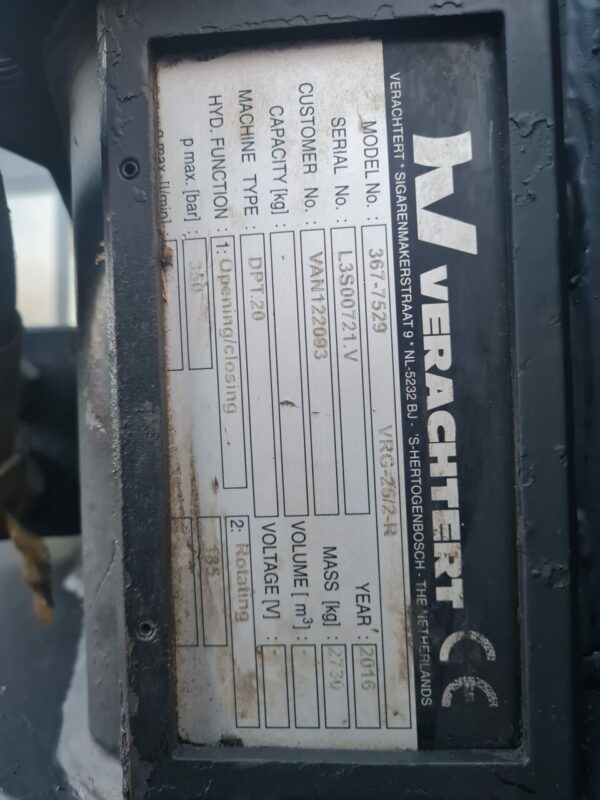 VERACHTERT CE
VERACHTERT * SIGARENMAKERSTRAAT 9 * NL-5232 BJ - 'S-HERTOGENBOSCH - THE NETHERLANDS
MODEL No. : 367-7529 VRG-25/2-R
SERIAL No. : L3S00721.V YEAR : 2016
CUSTOMER No. : VAN122093 MASS [kg] : 2730
CAPACITY [kg] : VOLUME [ m³] :
MACHINE TYPE : DPT.20 VOLTAGE [V] :
HYD. FUNCTION : 1: Opening/closing 2: Rotating
p max. [bar] : 350 195